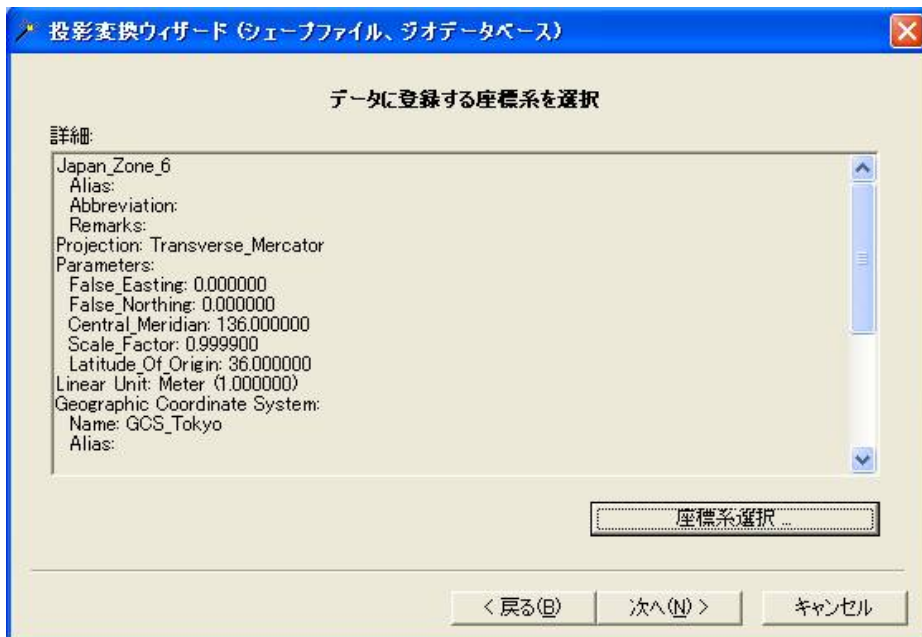 投影変換ウィザード (シェープファイル、ジオデータベース)
データに登録する座標系を選択
詳細:
Japan_Zone_6
Alias:
Abbreviation:
Remarks:
Projection: Transverse_Mercator
Parameters:
False_Easting: 0.000000
False_Northing: 0.000000
Central_Meridian: 136.000000
Scale_Factor: 0.999900
Latitude_Of_Origin: 36.000000
Linear Unit: Meter (1.000000)
Geographic Coordinate System:
Name: GCS_Tokyo
Alias:
座標系選択 ...
< 戻る(B) 次へ(N) > キャンセル